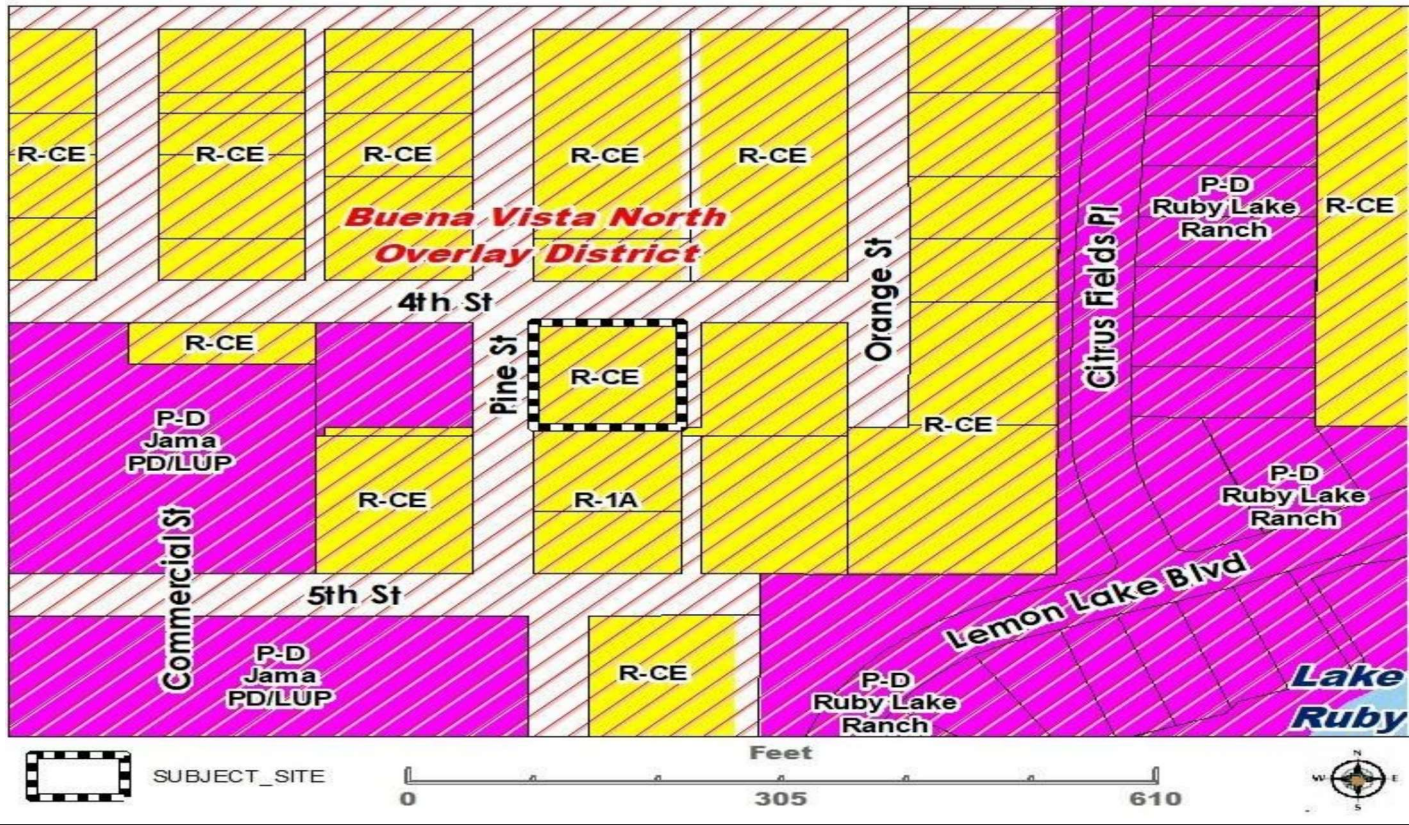 R-CE
R-CE
R-CE
R-CE
R-CE
P-D
Ruby Lake
Ranch
R-CE
Buena Vista North
Overlay District
Orange St
Citrus Fields Pl
4th St
R-CE
Pine St
R-CE
P-D
Jama
PD/LUP
R-CE
R-CE
R-1A
P-D
Ruby Lake
Ranch
Commercial St
5th St
Lemon Lake Blvd
P-D
Jama
PD/LUP
R-CE
P-D
Ruby Lake
Ranch
Lake
Ruby
SUBJECT_SITE
Feet
0 305 610
N
W E
S